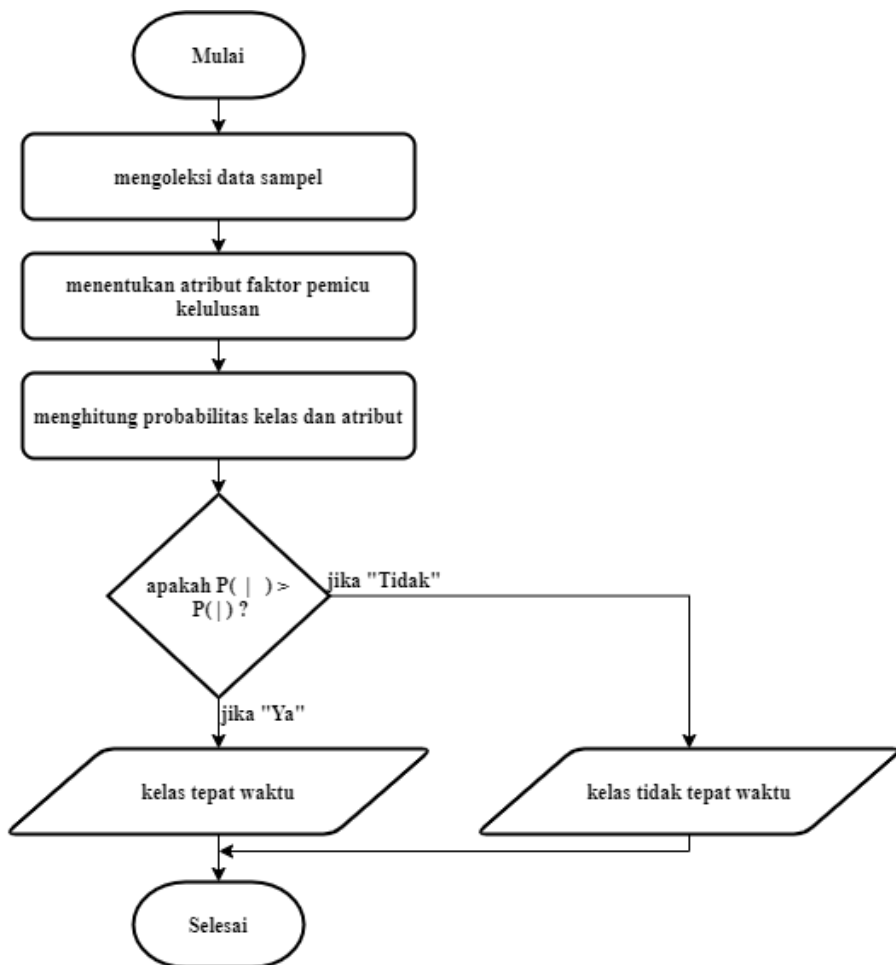 Mulai
mengoleksi data sampel
menentukan atribut faktor pemicu
kelulusan
menghitung probabilitas kelas dan atribut
apakah P( |  ) >
P( | ) ?
jika "Tidak"
jika "Ya"
kelas tepat waktu
kelas tidak tepat waktu
Selesai